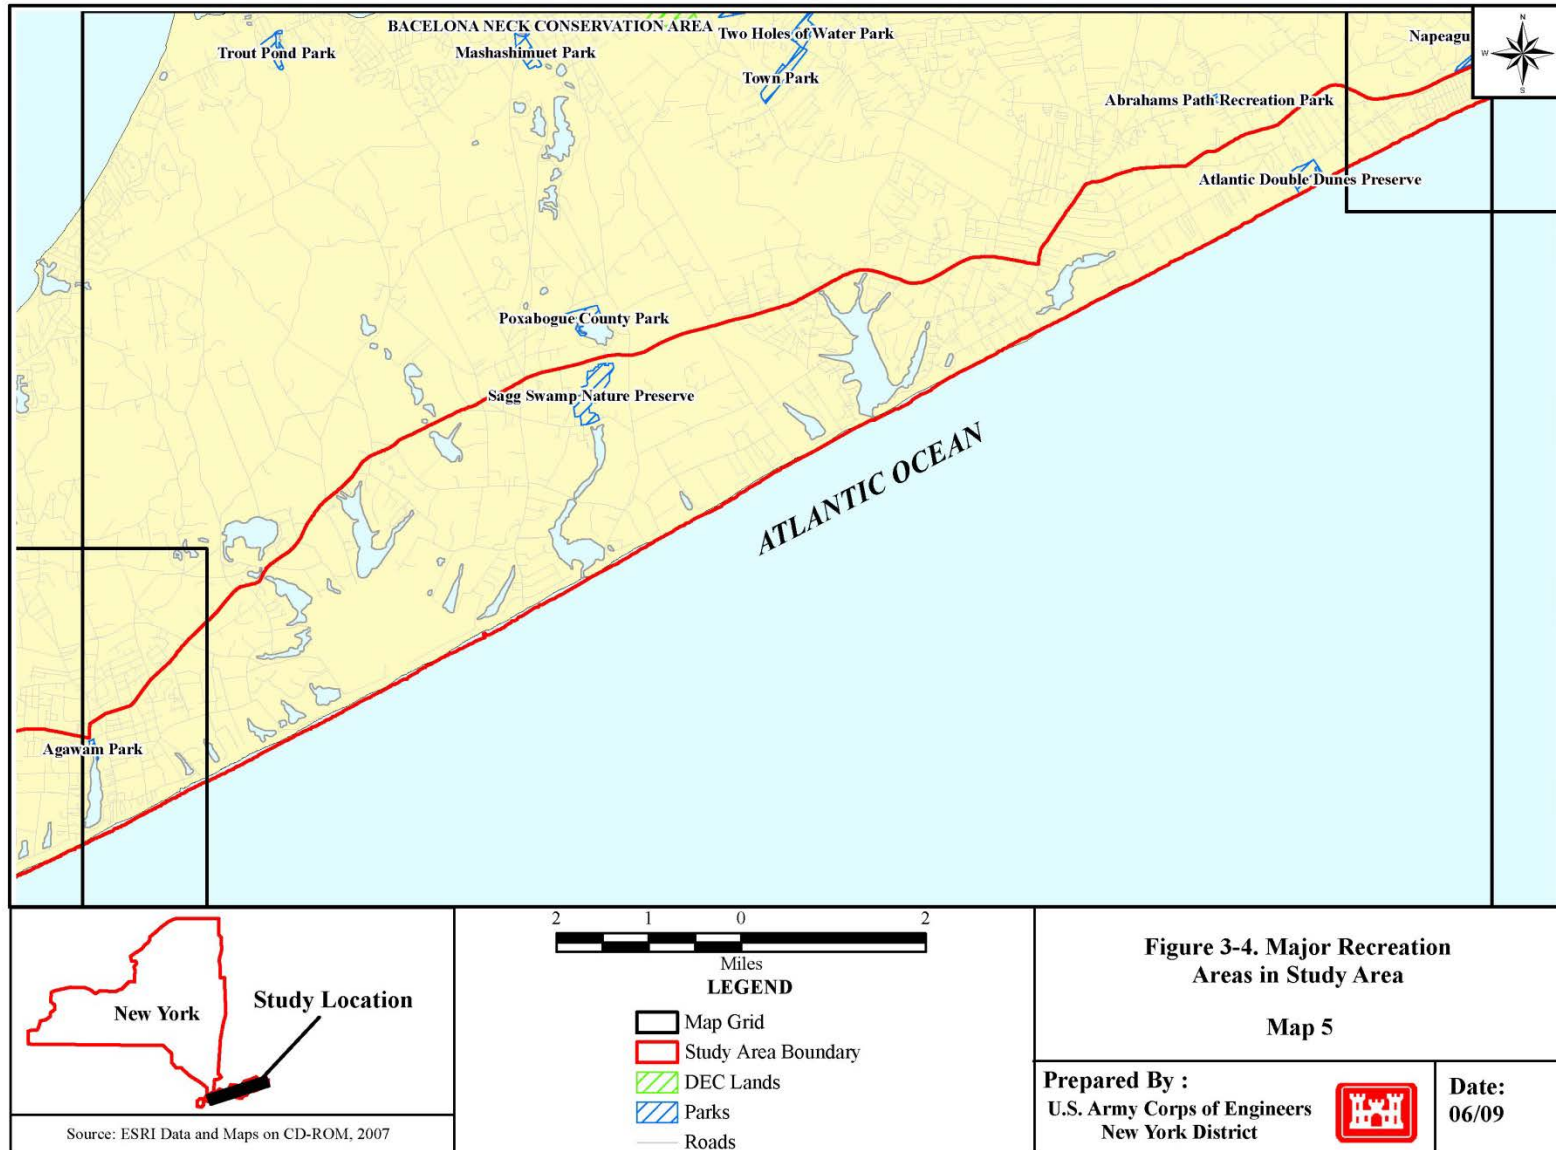 BACELONA NECK CONSERVATION AREA
Two Holes of Water Park
Trout Pond Park
Mashashimuet Park
Napeagu
N
W
E
S
Town Park
Abrahams Path Recreation Park
Atlantic Double Dunes Preserve
Poxabogue County Park
Sagg Swamp Nature Preserve
ATLANTIC OCEAN
Agawam Park
New York
Study Location
Source: ESRI Data and Maps on CD-ROM, 2007
2 1 0 2
Miles
LEGEND
Map Grid
Study Area Boundary
DEC Lands
Parks
Roads
Figure 3-4. Major Recreation
Areas in Study Area
Map 5
Prepared By :
U.S. Army Corps of Engineers
New York District
Date:
06/09